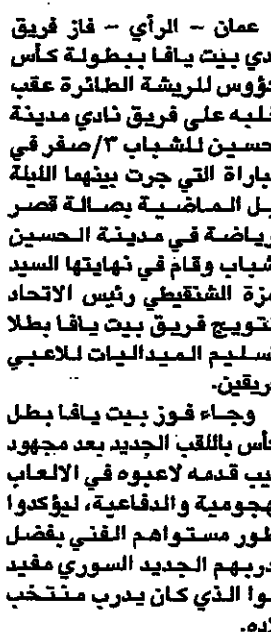 عمان - الرأي - فاز فريق
دي بيت يافا ببطولة كأس
ؤوس للريشة الطائرة عقب
غلبه على فريق نادي مدينة
حسين للشباب ٣/صفر في
باراة التي جرت بينهما الليلة
بل الماضية بصالة قصر
رياضة في مدينة الحسين
شباب وقام في نهايتها السيد
مزة الشنقيطي رئيس الاتحاد
تتويج فريق بيت يافا بطلا
تسليم الميداليات للاعبي
ريقين.
وجاء فوز بيت يافا بطل
كأس باللقب الجديد بعد مجهود
يب قدمه لاعبوه في الالعاب
هجومية والدفاعية، ليؤكدوا
طور مستواهم الفني بفضل
دربهم الجديد السوري مفيد
وا الذي كان يدرب منتخب
لاده.